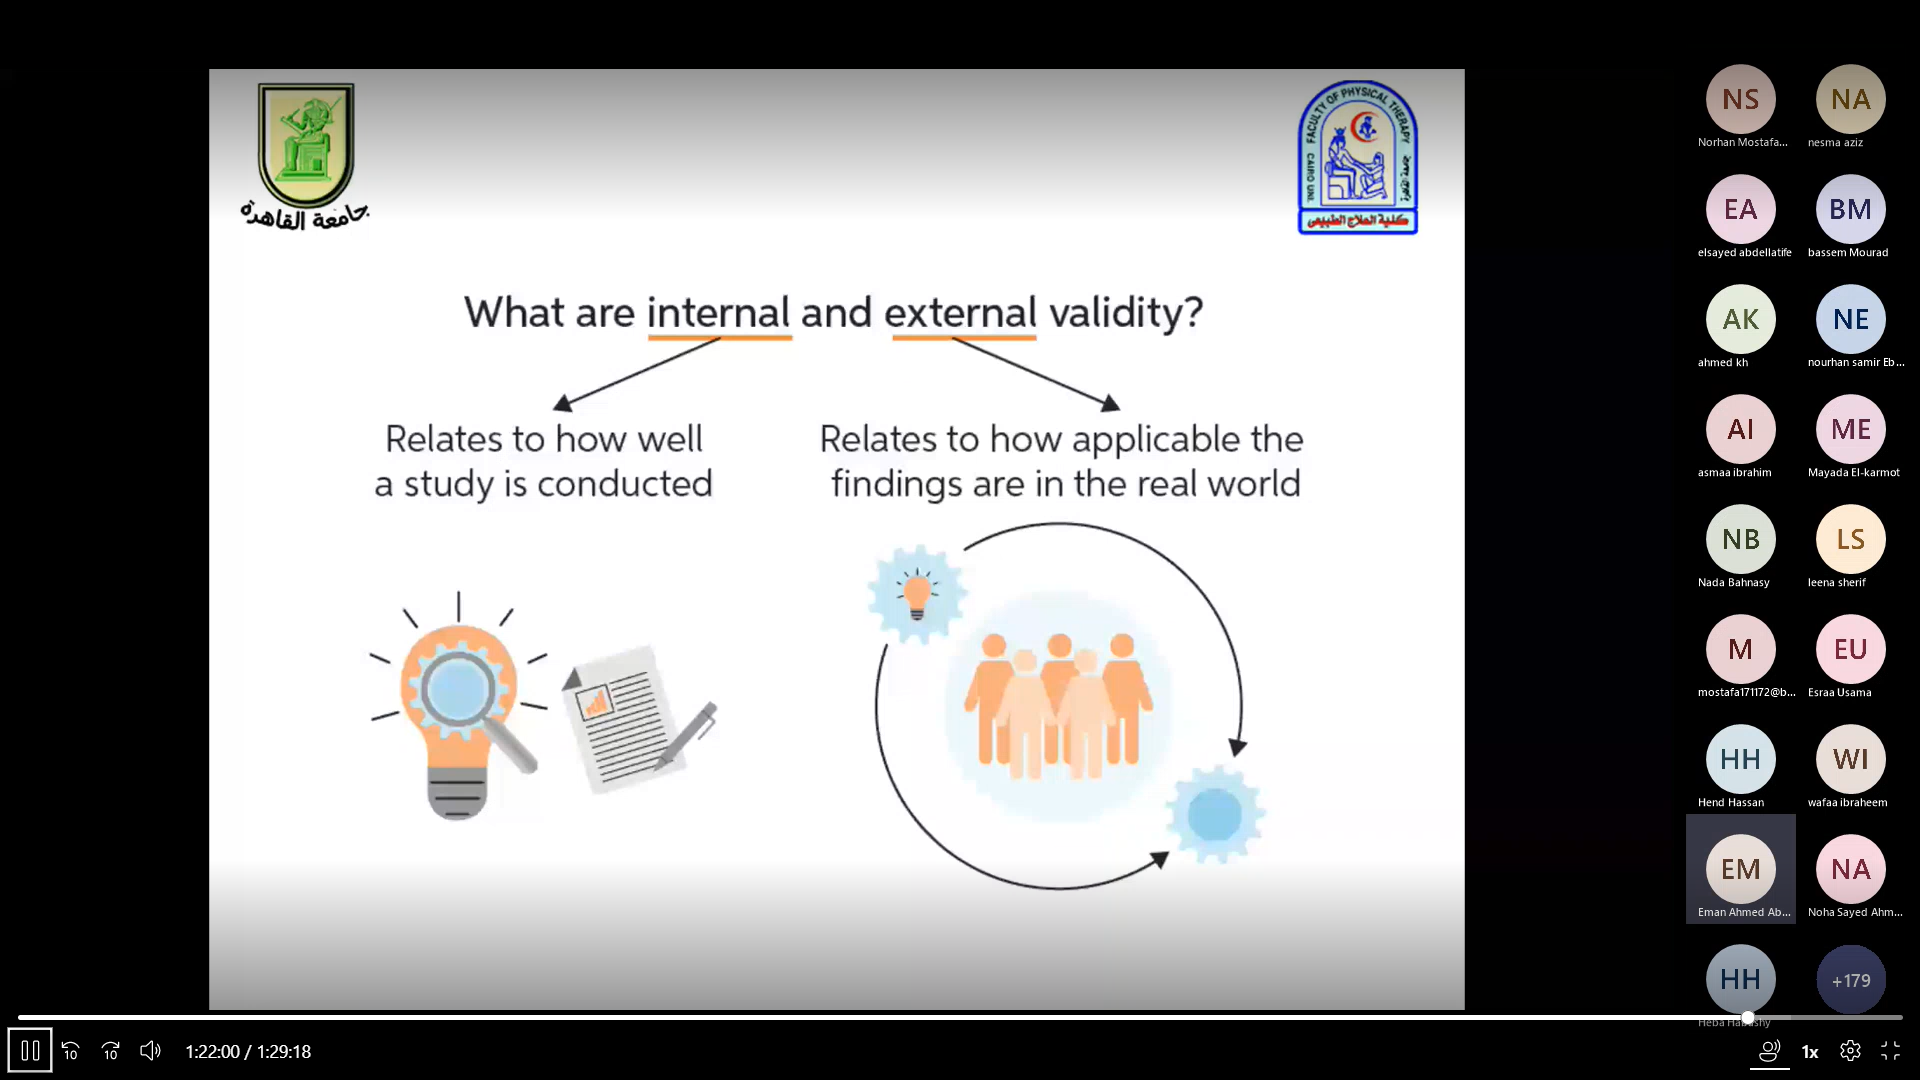 جامعة القاهرة
FACULTY OF PHYSICAL THERAPY
CAIRO UNI.
جامعة القاهرة
كلية العلاج الطبيعى
What are internal and external validity?
Relates to how well
a study is conducted
Relates to how applicable the
findings are in the real world
NS
NA
Norhan Mostafa...
nesma aziz
EA
BM
elsayed abdellatife
bassem Mourad
AK
NE
ahmed kh
nourhan samir Eb...
AI
ME
asmaa ibrahim
Mayada El-karmot
NB
LS
Nada Bahnasy
leena sherif
M
EU
mostafa171172@b...
Esraa Usama
HH
WI
Hend Hassan
wafaa ibraheem
EM
NA
Eman Ahmed Ab...
Noha Sayed Ahm...
HH
+179
Heba Habashy
10
10
1:22:00 / 1:29:18
1x